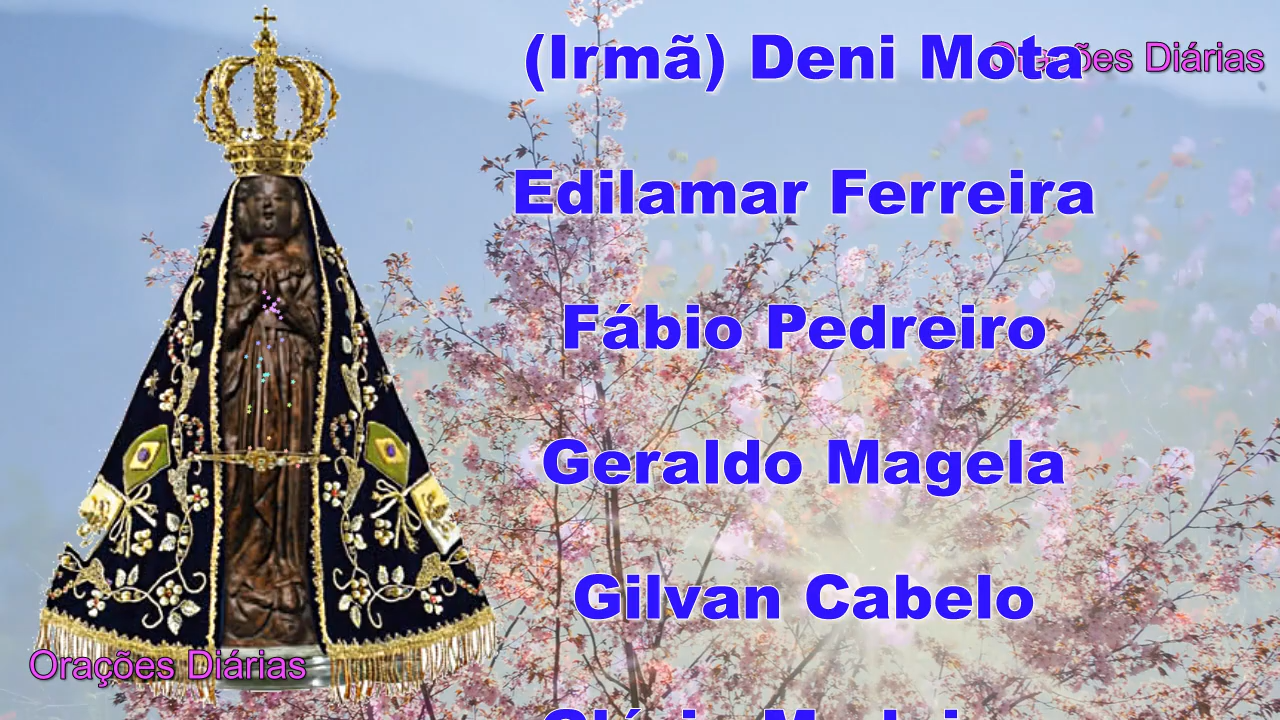 (Irmã) Deni Mota
Orações Diárias
Edilamar Ferreira
Fábio Pedreiro
Geraldo Magela
Gilvan Cabelo
Orações Diárias